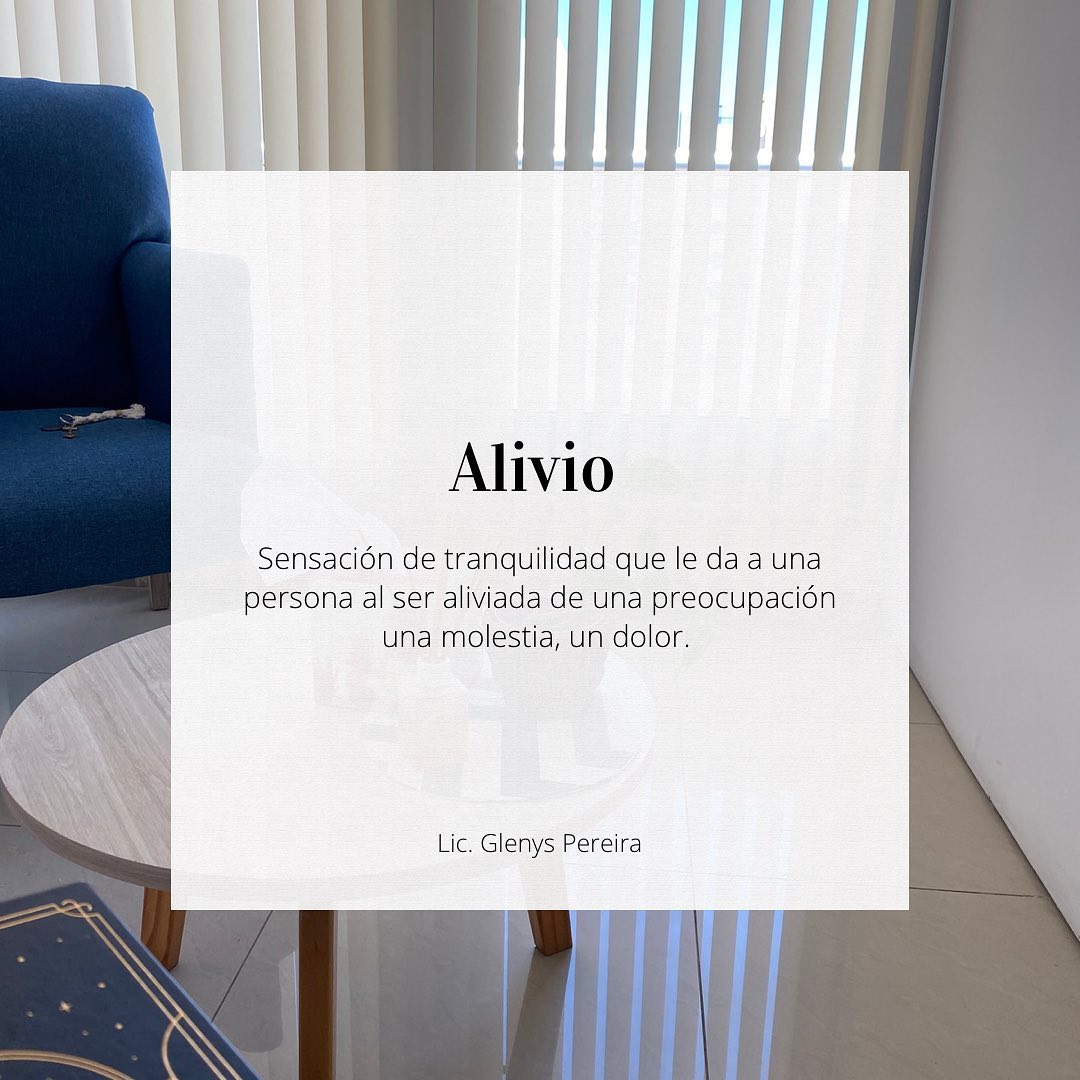 Alivio
Sensación de tranquilidad que le da a una
persona al ser aliviada de una preocupación
una molestia, un dolor.
Lic. Glenys Pereira